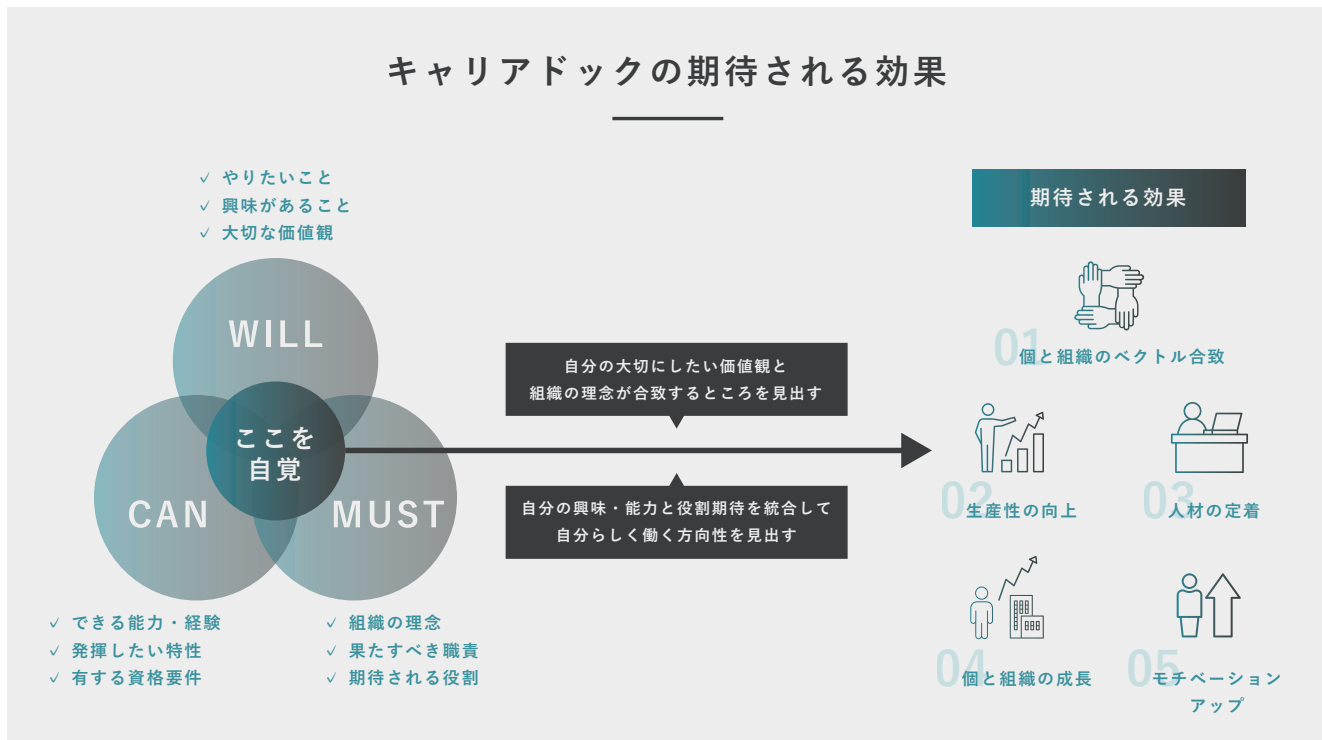 キャリアドックの期待される効果
✓ やりたいこと
✓ 興味があること
✓ 大切な価値観
WILL
ここを
自覚
CAN
MUST
✓ できる能力・経験
✓ 発揮したい特性
✓ 有する資格要件
✓ 組織の理念
✓ 果たすべき職責
✓ 期待される役割
自分の大切にしたい価値観と
組織の理念が合致するところを見出す
自分の興味・能力と役割期待を統合して
自分らしく働く方向性を見出す
期待される効果
01
個と組織のベクトル合致
02
生産性の向上
03
人材の定着
04
個と組織の成長
05
モチベーション
アップ